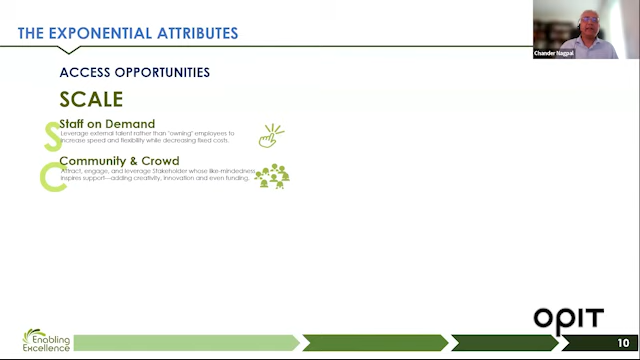 THE EXPONENTIAL ATTRIBUTES
Chander Nagpal
ACCESS OPPORTUNITIES
SCALE
S
Staff on Demand
Leverage external talent rather than "owning" employees to
increase speed and flexibility while decreasing fixed costs.
C
Community & Crowd
Attract, engage, and leverage Stakeholder whose like-mindedness
inspires support—adding creativity, innovation and even funding.
OPIT
Enabling
Excellence
10